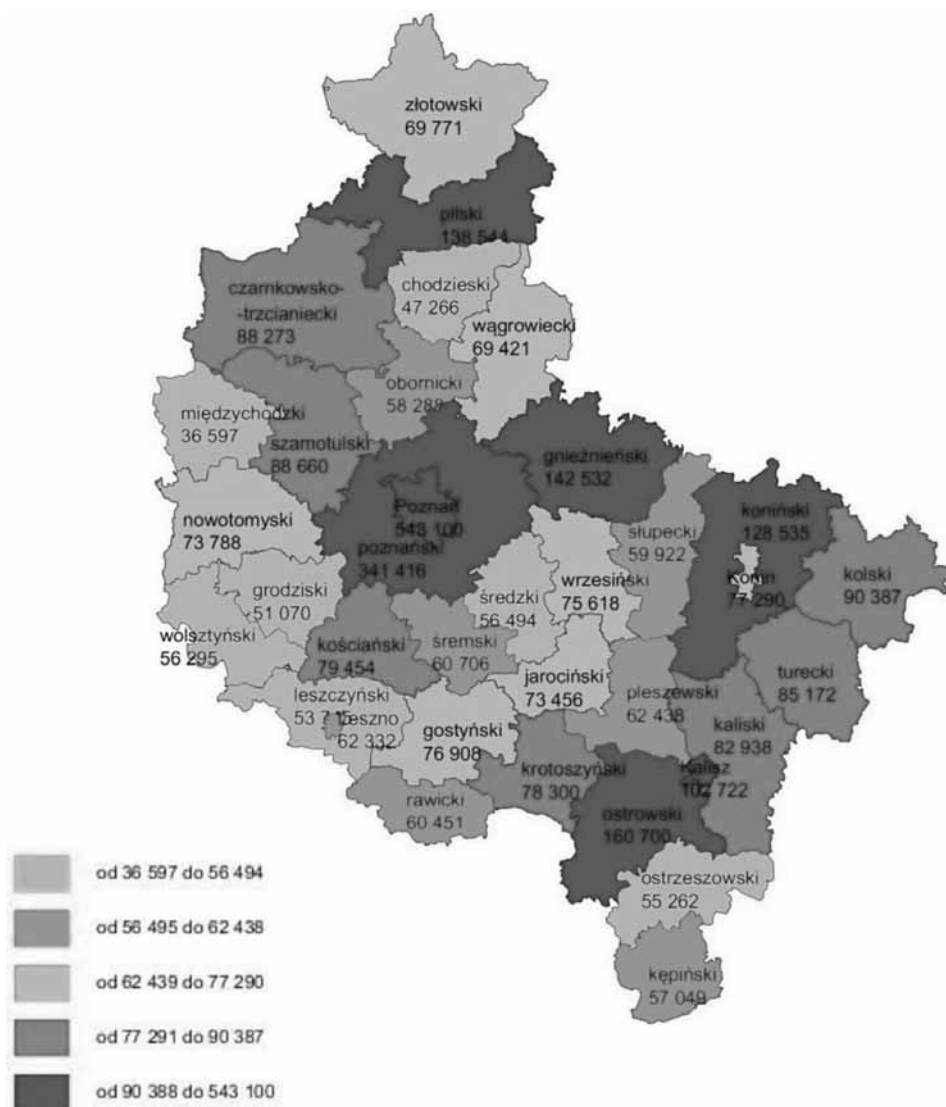 złotowski
69 771
pilski
138 544
chodzieski
47 266
czarnkowsko-
-trzcianiecki
88 273
wągrowiecki
69 421
obornicki
58 288
międzychodzki
36 597
szamotulski
88 660
gnieźnieński
142 532
Poznań
543 100
poznański
341 416
koniński
128 535
nowotomyski
73 788
słupecki
59 922
Konin
77 290
kolski
90 387
grodziski
51 070
średzki
56 494
wrzesiński
75 618
wolsztyński
56 295
kościański
79 454
śremski
60 706
turecki
85 172
jarociński
73 456
pleszewski
62 438
leszczyński
53
Leszno
62 332
gostyński
76 908
kaliski
82 938
krotoszyński
78 300
Kalisz
102 722
rawicki
60 451
ostrowski
160 700
ostrzeszowski
55 262
kępiński
57 049
od 36 597 do 56 494
od 56 495 do 62 438
od 62 439 do 77 290
od 77 291 do 90 387
od 90 388 do 543 100